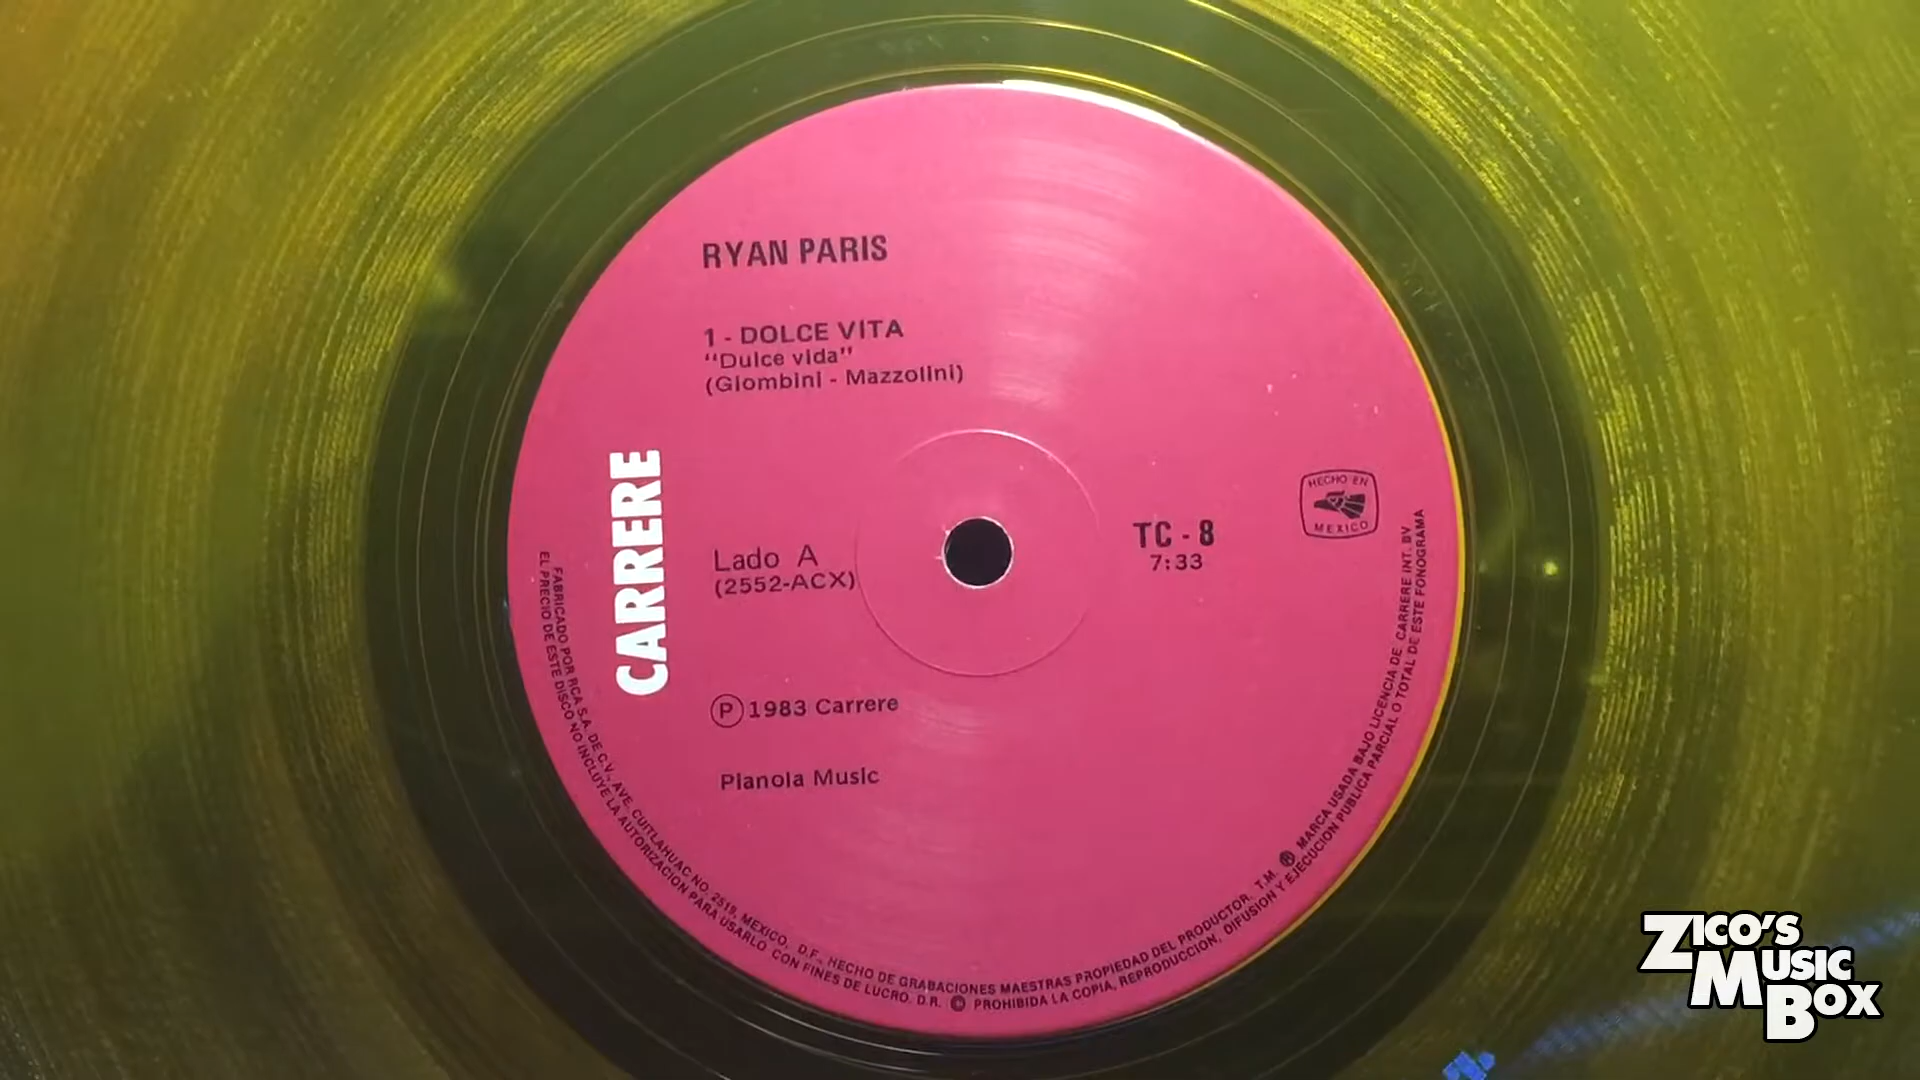 RYAN PARIS
1 - DOLCE VITA
“Dulce vida”
(Giombini - Mazzolini)
CARRERE
Lado A
(2552-ACX)
TC - 8
7:33
HECHO EN
MEXICO
Ⓟ 1983 Carrere
Pianola Music
FABRICADO POR RCA S.A. DE C.V., AVE. CUITLAHUAC NO. 2519, MEXICO, D.F., HECHO DE GRABACIONES MAESTRAS PROPIEDAD DEL PRODUCTOR. T.M. ® MARCA USADA BAJO LICENCIA DE CARRERE INT. BV
EL PRECIO DE ESTE DISCO NO INCLUYE LA AUTORIZACION PARA USARLO CON FINES DE LUCRO. D.R. © PROHIBIDA LA COPIA, REPRODUCCION, DIFUSION Y EJECUCION PUBLICA PARCIAL O TOTAL DE ESTE FONOGRAMA
ZICO'S
MUSIC
BOX